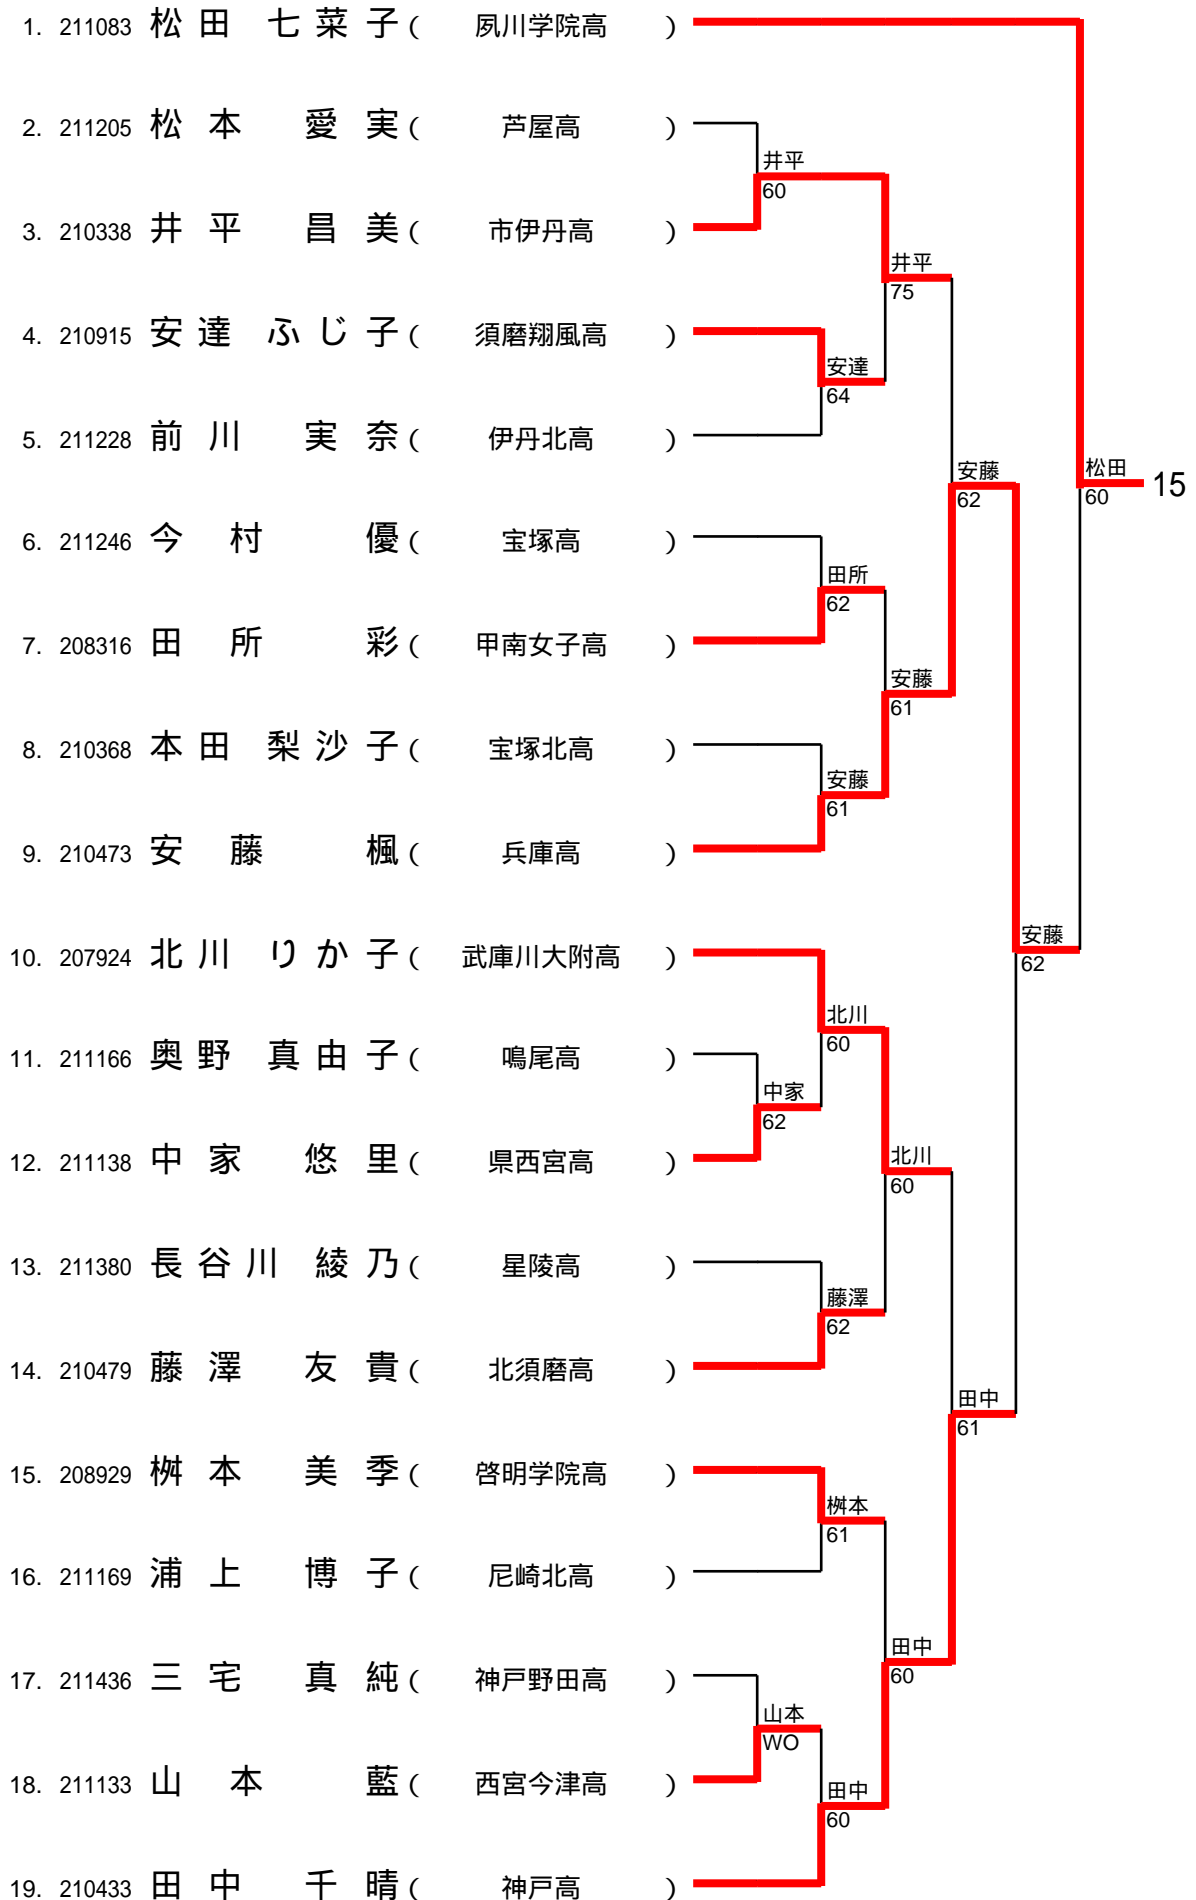 1. 211083 松田 七菜子 ( 夙川学院高 )
2. 211205 松本 愛実 ( 芦屋高 )
井平
60
3. 210338 井平 昌美 ( 市伊丹高 )
井平
75
4. 210915 安達 ふじ子 ( 須磨翔風高 )
安達
64
5. 211228 前川 実奈 ( 伊丹北高 )
安藤
62
松田
60
15
6. 211246 今村 優 ( 宝塚高 )
田所
62
7. 208316 田所 彩 ( 甲南女子高 )
安藤
61
8. 210368 本田 梨沙子 ( 宝塚北高 )
安藤
61
9. 210473 安藤 楓 ( 兵庫高 )
安藤
62
10. 207924 北川 りか子 ( 武庫川大附高 )
北川
60
11. 211166 奥野 真由子 ( 鳴尾高 )
中家
62
12. 211138 中家 悠里 ( 県西宮高 )
北川
60
13. 211380 長谷川 綾乃 ( 星陵高 )
藤澤
62
14. 210479 藤澤 友貴 ( 北須磨高 )
田中
61
15. 208929 桝本 美季 ( 啓明学院高 )
桝本
61
16. 211169 浦上 博子 ( 尼崎北高 )
田中
60
17. 211436 三宅 真純 ( 神戸野田高 )
山本
WO
18. 211133 山本 藍 ( 西宮今津高 )
田中
60
19. 210433 田中 千晴 ( 神戸高 )